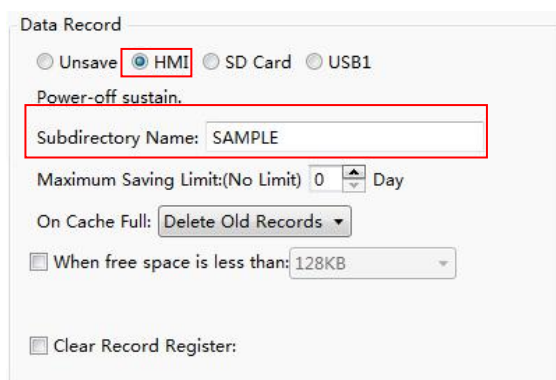 Data Record
Unsave HMI SD Card USB1
Power-off sustain.
Subdirectory Name: SAMPLE
Maximum Saving Limit:(No Limit) 0 Day
On Cache Full: Delete Old Records
When free space is less than: 128KB
Clear Record Register: